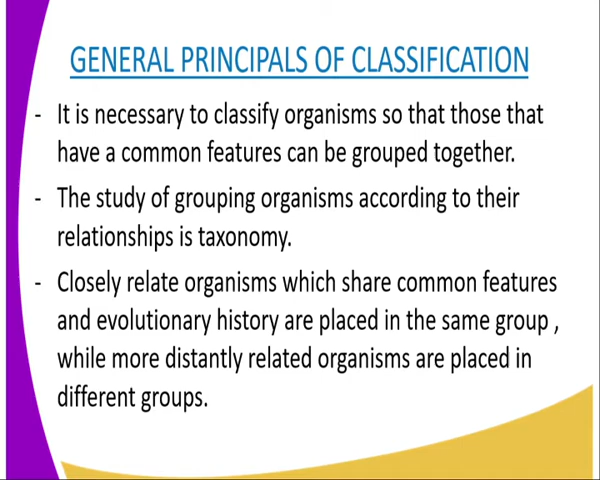 GENERAL PRINCIPALS OF CLASSIFICATION
- It is necessary to classify organisms so that those that
have a common features can be grouped together.
- The study of grouping organisms according to their
relationships is taxonomy.
- Closely relate organisms which share common features
and evolutionary history are placed in the same group ,
while more distantly related organisms are placed in
different groups.